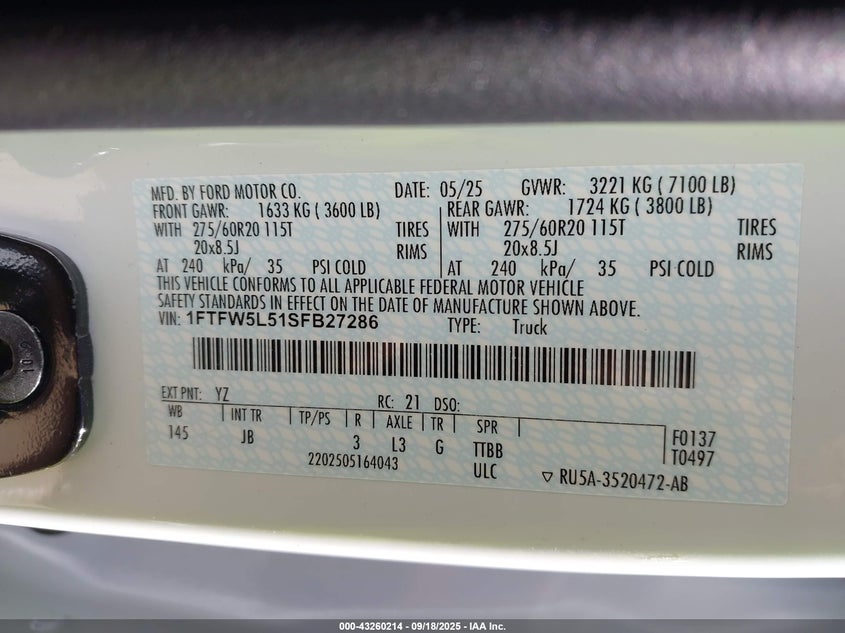 MFD. BY FORD MOTOR CO. DATE: 05/25 GVWR: 3221 KG ( 7100 LB)
FRONT GAWR: 1633 KG ( 3600 LB) REAR GAWR: 1724 KG ( 3800 LB)
WITH 275/60R20 115T TIRES WITH 275/60R20 115T TIRES
20x8.5J RIMS 20x8.5J RIMS
AT 240 kPa/ 35 PSI COLD AT 240 kPa/ 35 PSI COLD
THIS VEHICLE CONFORMS TO ALL APPLICABLE FEDERAL MOTOR VEHICLE
SAFETY STANDARDS IN EFFECT ON THE DATE OF MANUFACTURE SHOWN ABOVE.
VIN: 1FTFW5L51SFB27286 TYPE: Truck
EXT PNT: YZ RC: 21 DSO:
WB INT TR TP/PS R AXLE TR SPR
145 JB 3 L3 G TTBB F0137
2202505164043 ULC T0497
▽ RU5A-3520472-AB
000-43260214 - 09/18/2025 - IAA Inc.